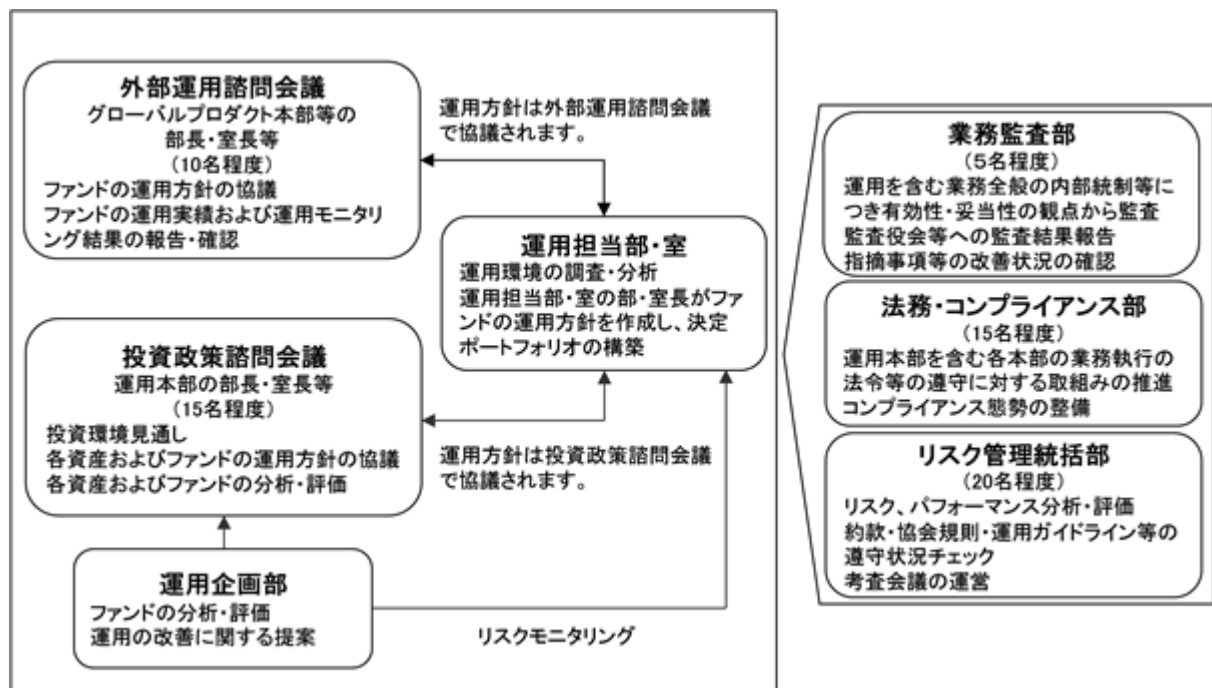 外部運用諮問会議
グローバルプロダクト本部等の
部長・室長等
(10名程度)
ファンドの運用方針の協議
ファンドの運用実績および運用モニタリ
ング結果の報告・確認
運用方針は外部運用諮問会議
で協議されます。
運用担当部・室
運用環境の調査・分析
運用担当部・室の部・室長がファ
ンドの運用方針を作成し、決定
ポートフォリオの構築
投資政策諮問会議
運用本部の部長・室長等
(15名程度)
投資環境見通し
各資産およびファンドの運用方針の協議
各資産およびファンドの分析・評価
運用方針は投資政策諮問会議
で協議されます。
運用企画部
ファンドの分析・評価
運用の改善に関する提案
リスクモニタリング
業務監査部
(5名程度)
運用を含む業務全般の内部統制等に
つき有効性・妥当性の観点から監査
監査役会等への監査結果報告
指摘事項等の改善状況の確認
法務・コンプライアンス部
(15名程度)
運用本部を含む各本部の業務執行の
法令等の遵守に対する取組みの推進
コンプライアンス態勢の整備
リスク管理統括部
(20名程度)
リスク、パフォーマンス分析・評価
約款・協会規則・運用ガイドライン等の
遵守状況チェック
考査会議の運営